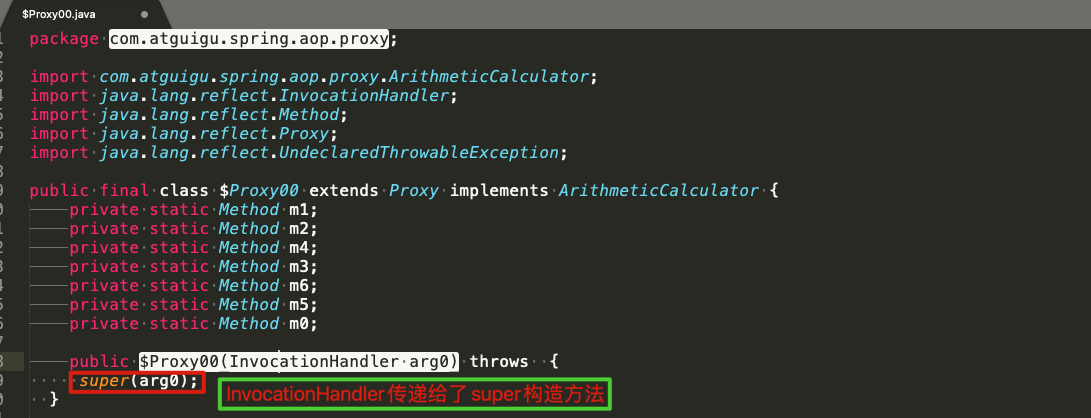 $Proxy00.java
package com.atguigu.spring.aop.proxy;
import com.atguigu.spring.aop.proxy.ArithmeticCalculator;
import java.lang.reflect.InvocationHandler;
import java.lang.reflect.Method;
import java.lang.reflect.Proxy;
import java.lang.reflect.UndeclaredThrowableException;
public final class $Proxy00 extends Proxy implements ArithmeticCalculator {
private static Method m1;
private static Method m2;
private static Method m4;
private static Method m3;
private static Method m6;
private static Method m5;
private static Method m0;
public $Proxy00(InvocationHandler arg0) throws  {
super(arg0); InvocationHandler传递给了super构造方法
}